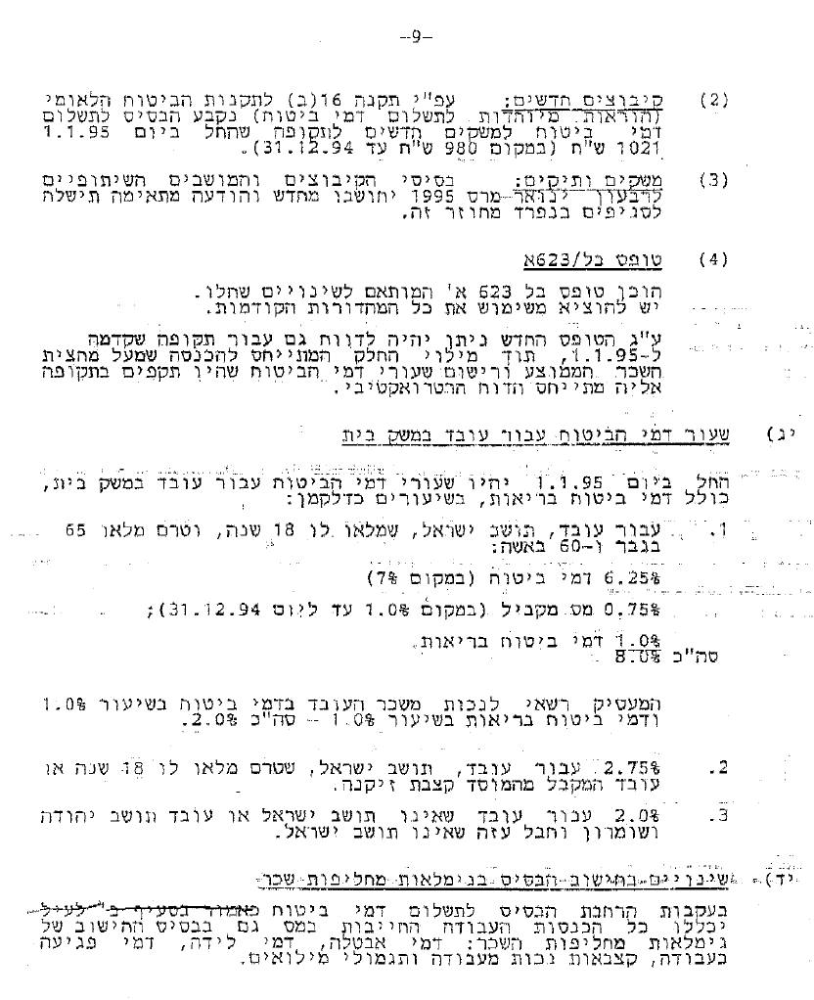 -9-
(2) קיבוצים חדשים: עפ"י תקנה 16(ב) לתקנות הביטוח הלאומי
(הוראות מיוחדות לתשלום דמי ביטוח) נקבע הבסיס לתשלום
דמי ביטוח למשקים חדשים לתקופה שהחל ביום 1.1.95
1021 ש"ח (במקום 980 ש"ח עד 31.12.94).
(3) משקים ותיקים: בסיסי הקיבוצים והמושבים השיתופיים
לרבעון ינואר-מרס 1995 יחושבו מחדש והודעה מתאימה תישלח
לסניפים בנפרד מחוזר זה.
(4) טופס בל/623א
הוכן טופס בל 623 א' המותאם לשינויים שחלו.
יש להוציא משימוש את כל המהדורות הקודמות.
ע"ג הטופס החדש ניתן יהיה לדווח גם עבור תקופה שקדמה
ל-1.1.95, תוך מילוי החלק המתייחס להכנסה שמעל מחצית
השכר הממוצע ורישום שעורי דמי הביטוח שהיו תקפים בתקופה
אליה מתייחס הדוח הרטרואקטיבי.
יג) שעור דמי הביטוח עבור עובד במשק בית
החל ביום 1.1.95 יהיו שעורי דמי הביטוח עבור עובד במשק בית,
כולל דמי ביטוח בריאות, בשיעורים כדלקמן:
1. עבור עובד, תושב ישראל, שמלאו לו 18 שנה, וטרם מלאו 65
בגבר ו-60 באשה:
6.25% דמי ביטוח (במקום 7%)
0.75% מס מקביל (במקום 1.0% עד ליום 31.12.94);
1.0% דמי ביטוח בריאות.
סה"כ 8.0%
המעסיק רשאי לנכות משכר העובד בדמי ביטוח בשיעור 1.0%
ודמי ביטוח בריאות בשיעור 1.0% - סה"כ 2.0%.
2. 2.75% עבור עובד, תושב ישראל, שטרם מלאו לו 18 שנה או
עובד המקבל מהמוסד קצבת זיקנה.
3. 2.0% עבור עובד שאינו תושב ישראל או עובד תושב יהודה
ושומרון וחבל עזה שאינו תושב ישראל.
יד) שינויים בחישוב הבסיס בגימלאות מחליפות שכר
בעקבות הרחבת הבסיס לתשלום דמי ביטוח כאמור בסעיף ב' לעיל
יכללו כל הכנסות העבודה החייבות במס גם בבסיס החישוב של
גימלאות מחליפות השכר: דמי אבטלה, דמי לידה, דמי פגיעה
בעבודה, קצבאות נכות מעבודה ותגמולי מילואים.